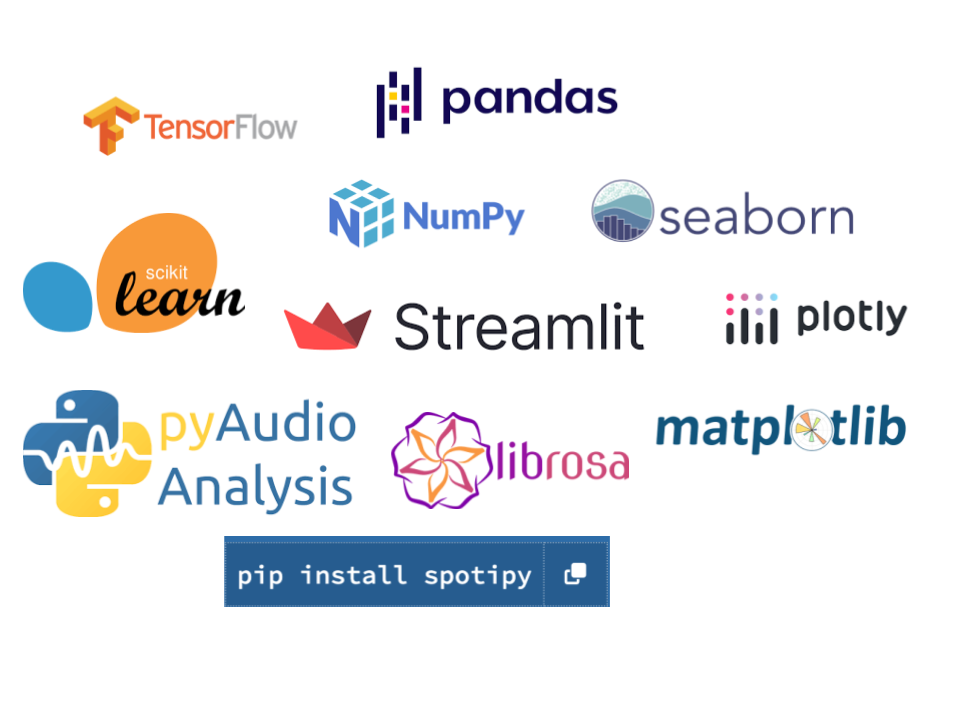 TensorFlow
pandas
NumPy
seaborn
scikit
learn
Streamlit
plotly
pyAudio
Analysis
librosa
matplotlib
pip install spotipy